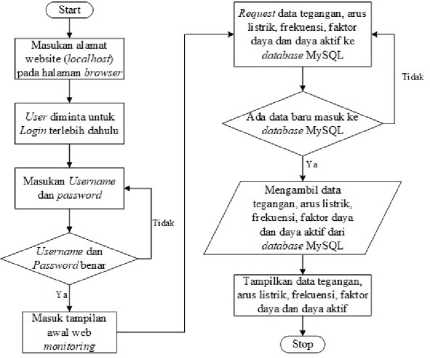 Start
Masukan alamat
website (localhost)
pada halaman browser
User diminta untuk
Login terlebih dahulu
Masukan Username
dan password
Tidak
Username dan
Password benar
Ya
Masuk tampilan
awal web
monitoring
Request data tegangan, arus
listrik, frekuensi, faktor
daya dan daya aktif ke
database MySQL
Tidak
Ada data baru masuk ke
database MySQL
Ya
Mengambil data
tegangan, arus listrik,
frekuensi, faktor daya
dan daya aktif dari
database MySQL
Tampilkan data tegangan,
arus listrik, frekuensi, faktor
daya dan daya aktif
Stop